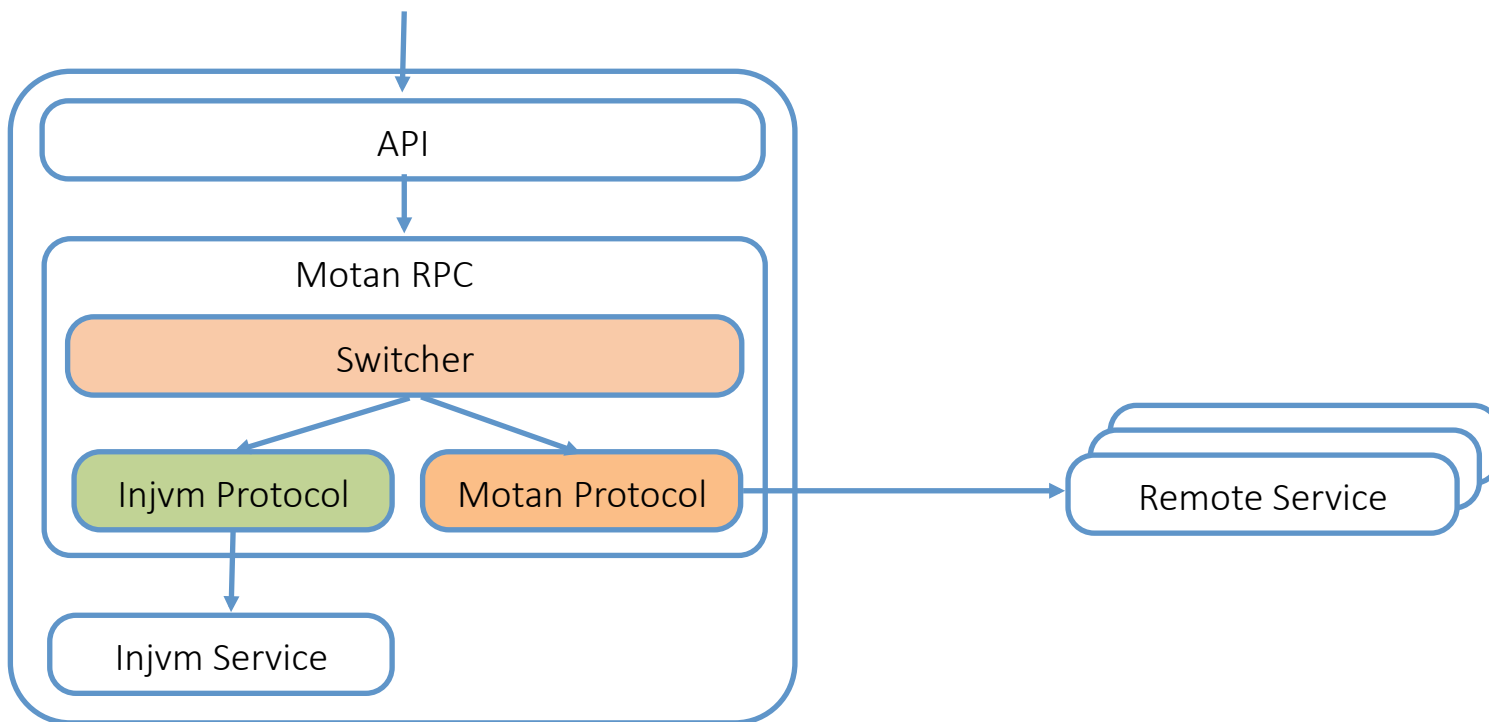 API
Motan RPC
Switcher
Injvm Protocol
Motan Protocol
Remote Service
Injvm Service